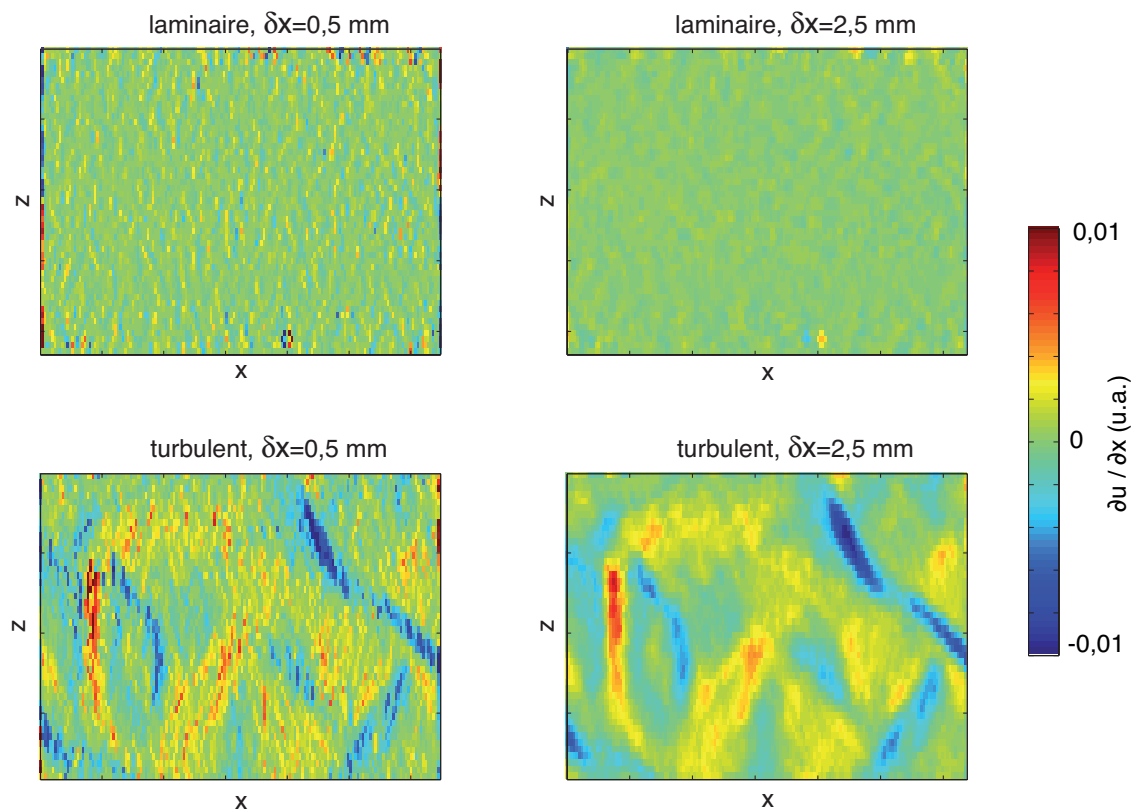 laminaire, δx=0,5 mm
laminaire, δx=2,5 mm
z
x
z
x
turbulent, δx=0,5 mm
turbulent, δx=2,5 mm
z
x
z
x
0,01
0
-0,01
∂u / ∂x (u.a.)